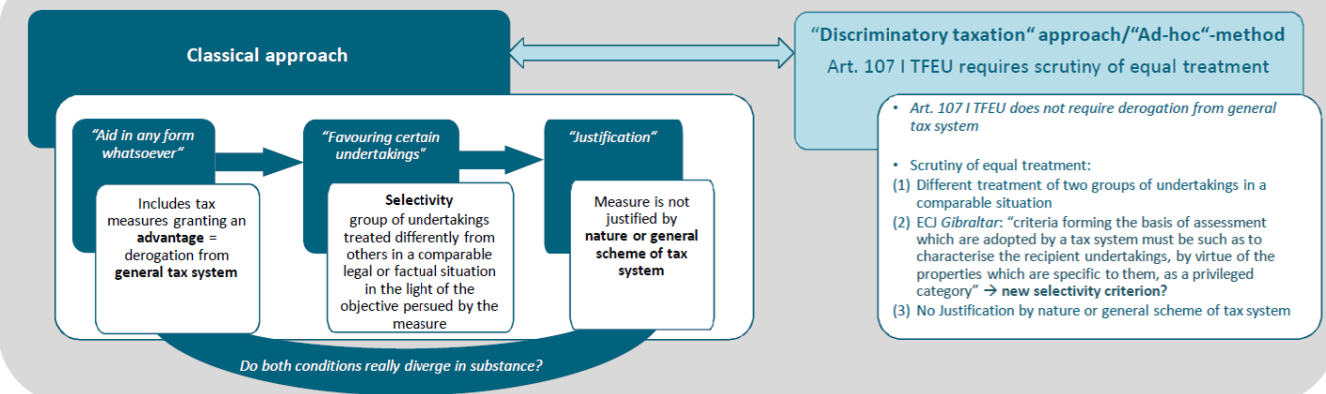 Classical approach
"Discriminatory taxation" approach/"Ad-hoc"-method
Art. 107 I TFEU requires scrutiny of equal treatment
"Aid in any form
whatsoever"
Includes tax
measures granting an
advantage =
derogation from
general tax system
"Favouring certain
undertakings"
Selectivity
group of undertakings
treated differently from
others in a comparable
legal or factual situation
in the light of the
objective persued by the
measure
"Justification"
Measure is not
justified by
nature or general
scheme of tax
system
Do both conditions really diverge in substance?
• Art. 107 I TFEU does not require derogation from general
tax system
• Scrutiny of equal treatment:
(1) Different treatment of two groups of undertakings in a
comparable situation
(2) ECJ Gibraltar: "criteria forming the basis of assessment
which are adopted by a tax system must be such as to
characterise the recipient undertakings, by virtue of the
properties which are specific to them, as a privileged
category" → new selectivity criterion?
(3) No Justification by nature or general scheme of tax system